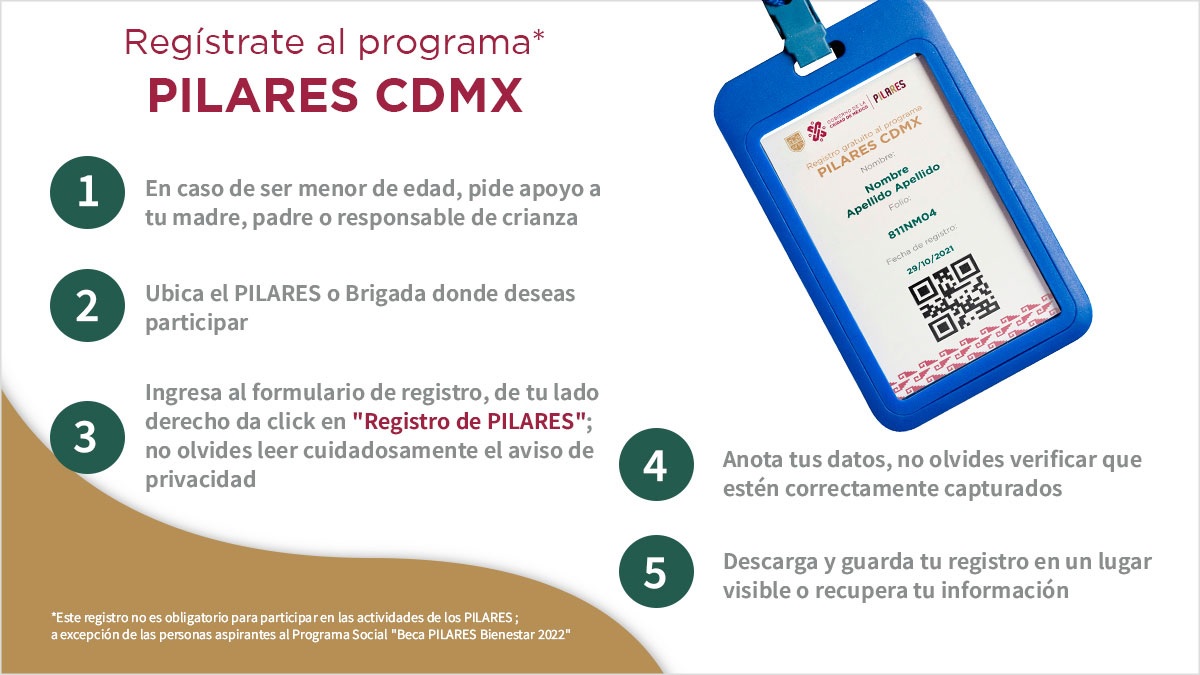 Regístrate al programa*
PILARES CDMX
1
En caso de ser menor de edad, pide apoyo a
tu madre, padre o responsable de crianza
2
Ubica el PILARES o Brigada donde deseas
participar
3
Ingresa al formulario de registro, de tu lado
derecho da click en "Registro de PILARES";
no olvides leer cuidadosamente el aviso de
privacidad
4
Anota tus datos, no olvides verificar que
estén correctamente capturados
5
Descarga y guarda tu registro en un lugar
visible o recupera tu información
*Este registro no es obligatorio para participar en las actividades de los PILARES ;
a excepción de las personas aspirantes al Programa Social "Beca PILARES Bienestar 2022"
GOBIERNO DE LA
CIUDAD DE MÉXICO
PILARES
Registro gratuito al programa
PILARES CDMX
Nombre:
Nombre
Apellido Apellido
Folio:
811NM04
Fecha de registro:
29/10/2021